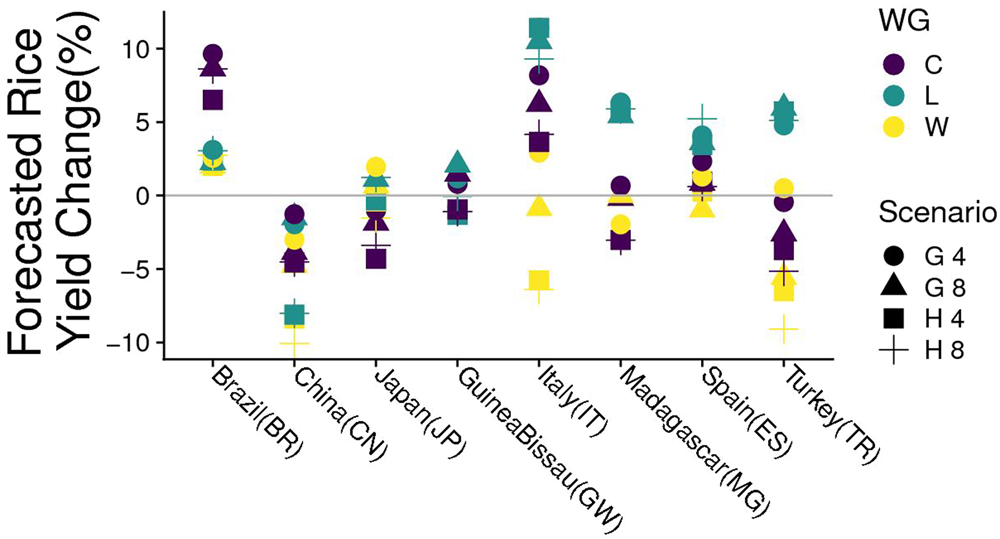 Forecasted Rice
Yield Change(%)
10
5
0
−5
−10
Brazil(BR)
China(CN)
Japan(JP)
GuineaBissau(GW)
Italy(IT)
Madagascar(MG)
Spain(ES)
Turkey(TR)
WG
C
L
W
Scenario
G 4
G 8
H 4
H 8